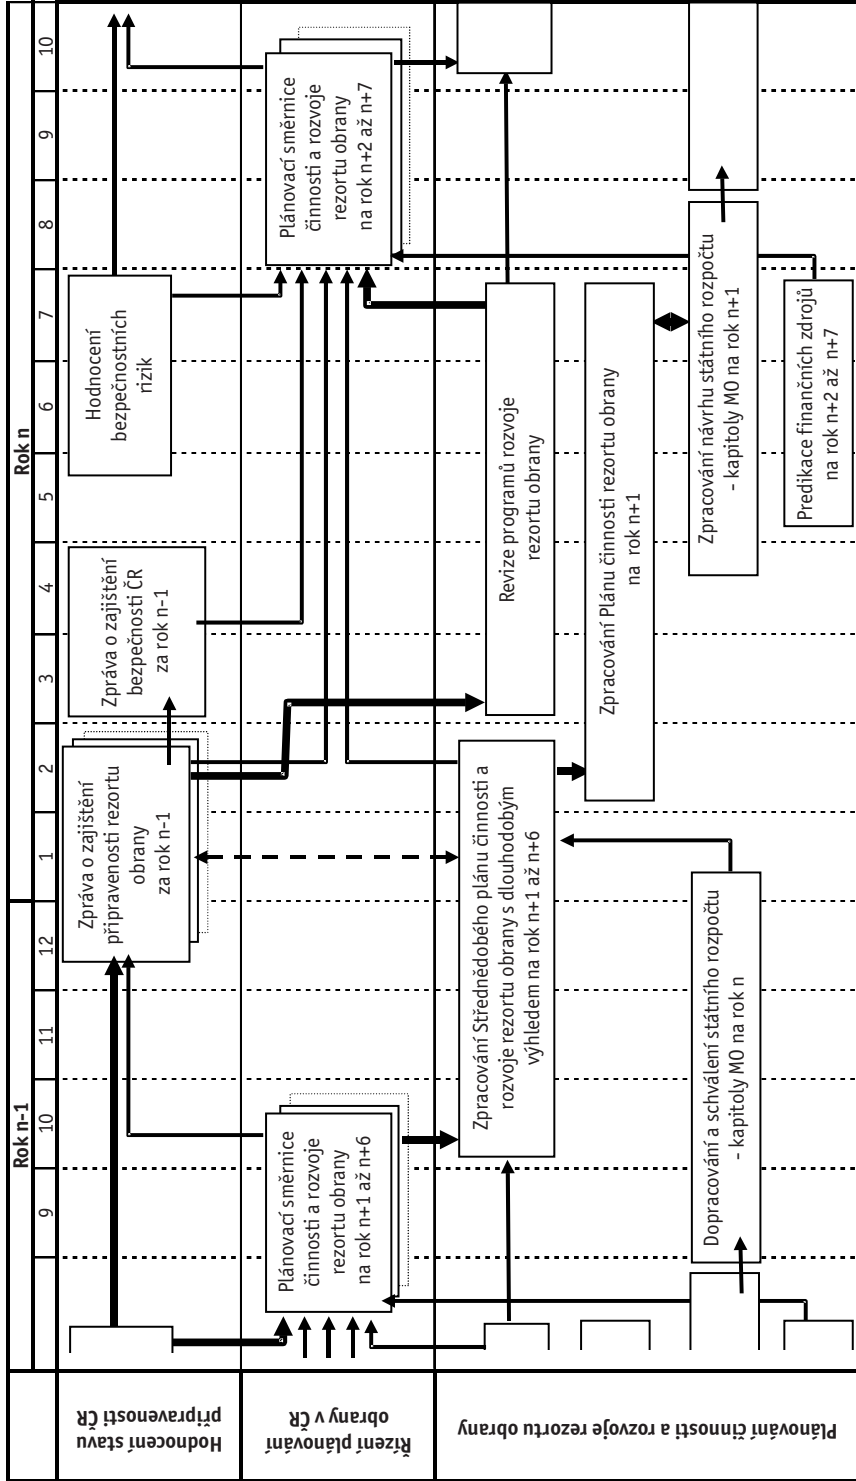 Rok n-1
Rok n
9
10
11
12
1
2
3
4
5
6
7
8
9
10
Hodnocení stavu
připravenosti ČR
Zpráva o zajištění
připravenosti rezortu
obrany
za rok n-1
Zpráva o zajištění
bezpečnosti ČR
za rok n-1
Hodnocení
bezpečnostních
rizik
Řízení plánování
obrany v ČR
Plánovací směrnice
činnosti a rozvoje
rezortu obrany
na rok n+1 až n+6
Plánovací směrnice
činnosti a rozvoje
rezortu obrany
na rok n+2 až n+7
Plánování činnosti a rozvoje rezortu obrany
Zpracování Střednědobého plánu činnosti a
rozvoje rezortu obrany s dlouhodobým
výhledem na rok n+1 až n+6
Revize programů rozvoje
rezortu obrany
Zpracování Plánu činnosti rezortu obrany
na rok n+1
Dopracování a schválení státního rozpočtu
- kapitoly MO na rok n
Zpracování návrhu státního rozpočtu
- kapitoly MO na rok n+1
Predikace finančních zdrojů
na rok n+2 až n+7